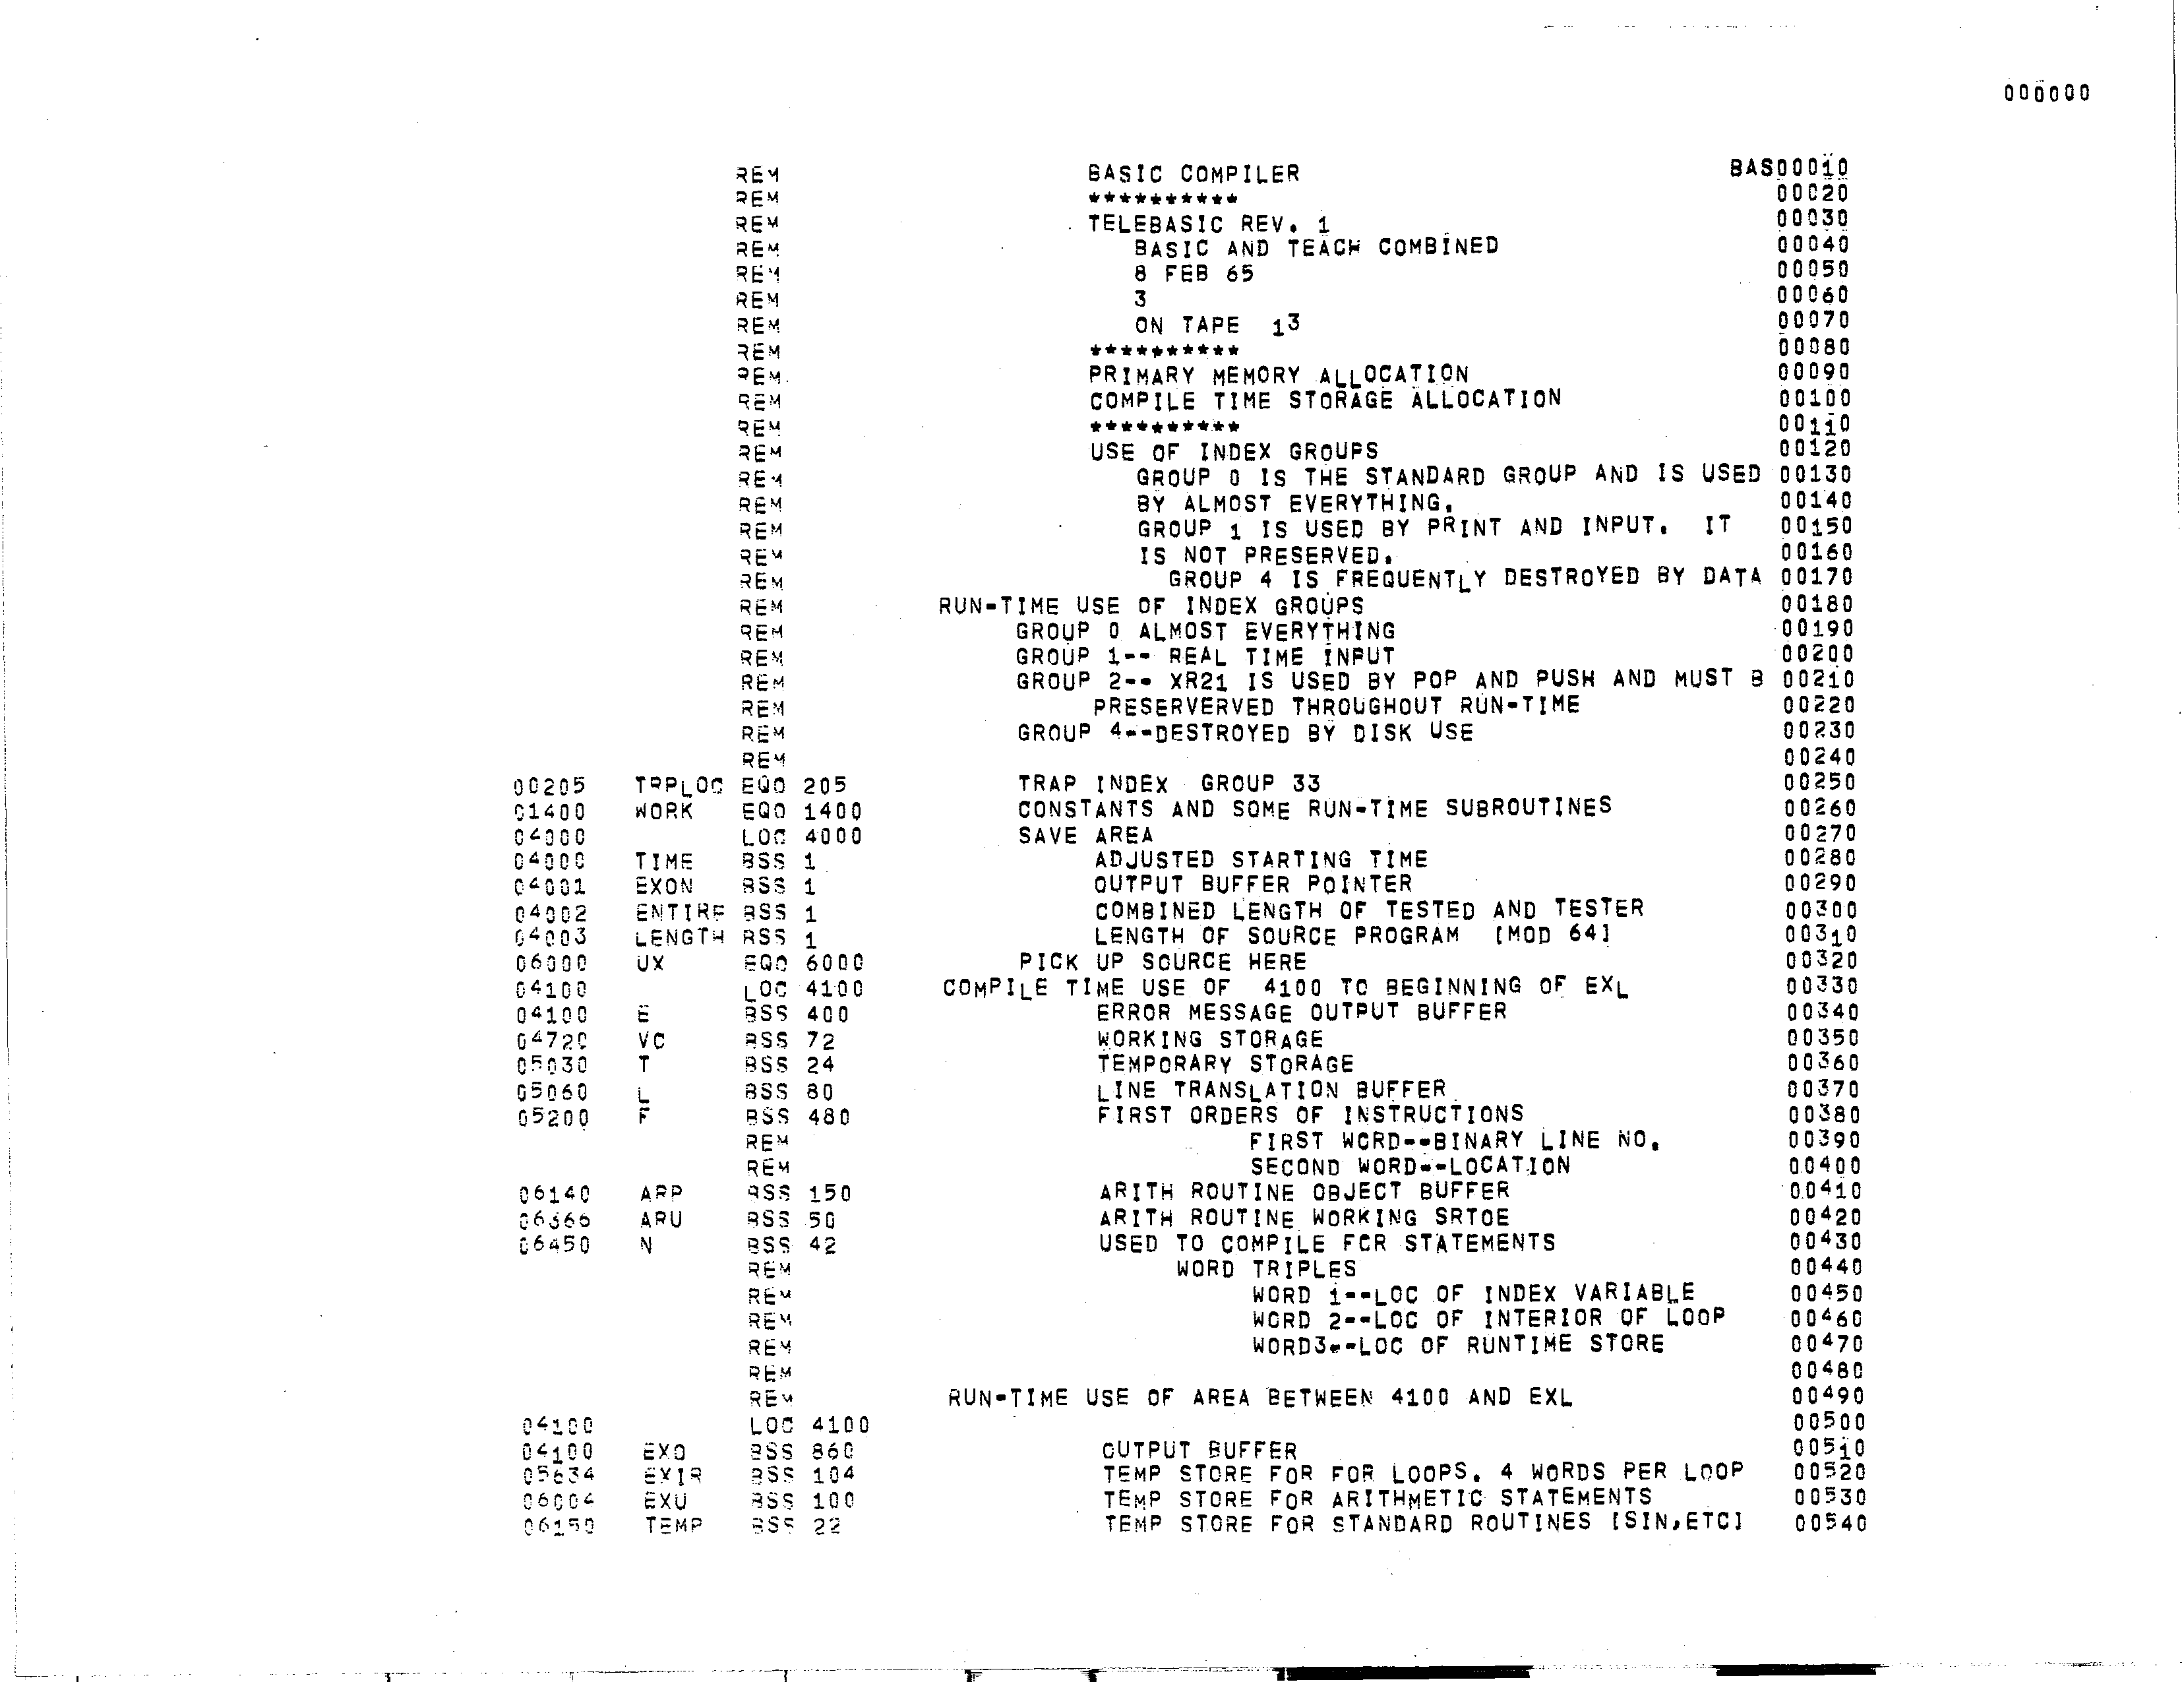 000000
REM BASIC COMPILER BAS00010
REM ********** 00020
REM TELEBASIC REV. 1 00030
REM BASIC AND TEACH COMBINED 00040
REM 8 FEB 65 00050
REM 3 00060
REM ON TAPE 13 00070
REM ********** 00080
REM PRIMARY MEMORY ALLOCATION 00090
REM COMPILE TIME STORAGE ALLOCATION 00100
REM ********** 00110
REM USE OF INDEX GROUPS 00120
REM GROUP 0 IS THE STANDARD GROUP AND IS USED 00130
REM BY ALMOST EVERYTHING. 00140
REM GROUP 1 IS USED BY PRINT AND INPUT. IT 00150
REM IS NOT PRESERVED. 00160
REM GROUP 4 IS FREQUENTLY DESTROYED BY DATA 00170
REM RUN-TIME USE OF INDEX GROUPS 00180
REM GROUP 0 ALMOST EVERYTHING 00190
REM GROUP 1-- REAL TIME INPUT 00200
REM GROUP 2-- XR21 IS USED BY POP AND PUSH AND MUST B 00210
REM PRESERVERVED THROUGHOUT RUN-TIME 00220
REM GROUP 4--DESTROYED BY DISK USE 00230
REM 00240
00205 TRPLOC EQO 205 TRAP INDEX GROUP 33 00250
01400 WORK EQO 1400 CONSTANTS AND SOME RUN-TIME SUBROUTINES 00260
04000 LOC 4000 SAVE AREA 00270
04000 TIME BSS 1 ADJUSTED STARTING TIME 00280
04001 EXON BSS 1 OUTPUT BUFFER POINTER 00290
04002 ENTIRE BSS 1 COMBINED LENGTH OF TESTED AND TESTER 00300
04003 LENGTH BSS 1 LENGTH OF SOURCE PROGRAM [MOD 64] 00310
06000 UX EQO 6000 PICK UP SOURCE HERE 00320
04100 LOC 4100 COMPILE TIME USE OF 4100 TO BEGINNING OF EXL 00330
04100 E BSS 400 ERROR MESSAGE OUTPUT BUFFER 00340
04720 VC BSS 72 WORKING STORAGE 00350
05030 T BSS 24 TEMPORARY STORAGE 00360
05060 L BSS 80 LINE TRANSLATION BUFFER 00370
05200 F BSS 480 FIRST ORDERS OF INSTRUCTIONS 00380
REM FIRST WORD--BINARY LINE NO. 00390
REM SECOND WORD--LOCATION 00400
06140 ARP BSS 150 ARITH ROUTINE OBJECT BUFFER 00410
06366 ARU BSS 50 ARITH ROUTINE WORKING SRTOE 00420
06450 N BSS 42 USED TO COMPILE FOR STATEMENTS 00430
REM WORD TRIPLES 00440
REM WORD 1--LOC OF INDEX VARIABLE 00450
REM WORD 2--LOC OF INTERIOR OF LOOP 00460
REM WORD3--LOC OF RUNTIME STORE 00470
REM 00480
REM RUN-TIME USE OF AREA BETWEEN 4100 AND EXL 00490
04100 LOC 4100 00500
04100 EXO BSS 860 OUTPUT BUFFER 00510
05634 EXIR BSS 104 TEMP STORE FOR FOR LOOPS. 4 WORDS PER LOOP 00520
06004 EXU BSS 100 TEMP STORE FOR ARITHMETIC STATEMENTS 00530
06150 TEMP BSS 22 TEMP STORE FOR STANDARD ROUTINES [SIN,ETC] 00540